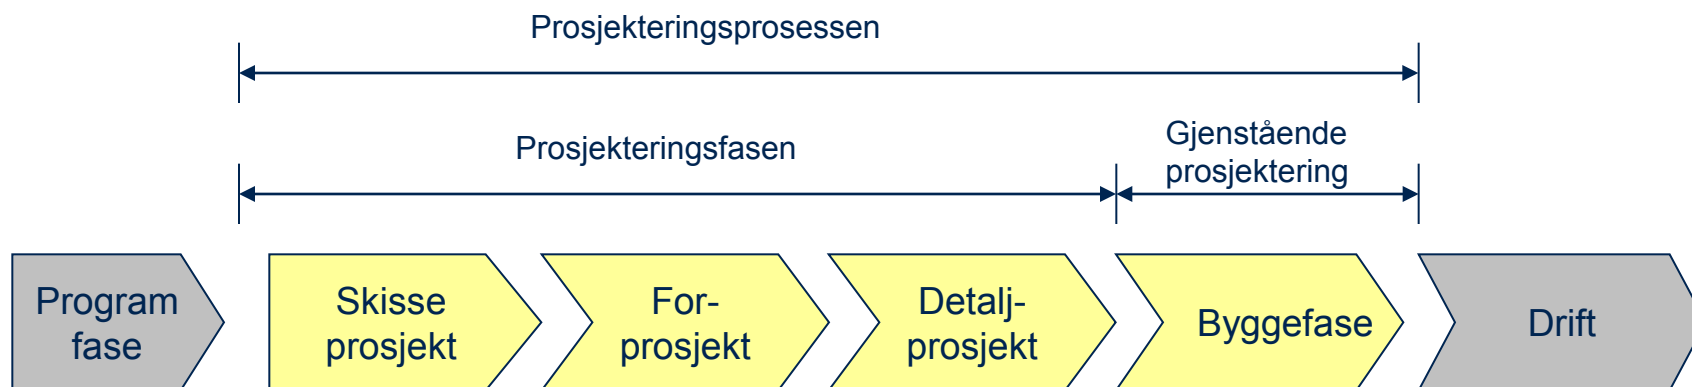 Prosjekteringsprosessen
Prosjekteringsfasen
Gjenstående
prosjektering
Program
fase
Skisse
prosjekt
For-
prosjekt
Detalj-
prosjekt
Byggefase
Drift